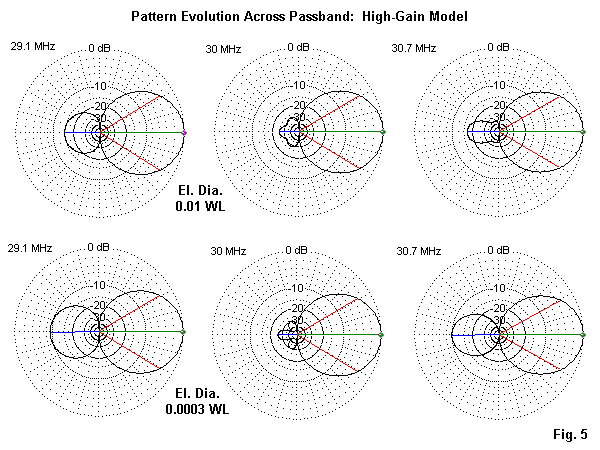 Pattern Evolution Across Passband: High-Gain Model
29.1 MHz
0 dB
-10
-20
-30
30 MHz
0 dB
-10
-20
-30
30.7 MHz
0 dB
-10
-20
-30
El. Dia.
0.01 WL
29.1 MHz
0 dB
-10
-20
-30
30 MHz
0 dB
-10
-20
-30
30.7 MHz
0 dB
-10
-20
-30
El. Dia.
0.0003 WL
Fig. 5